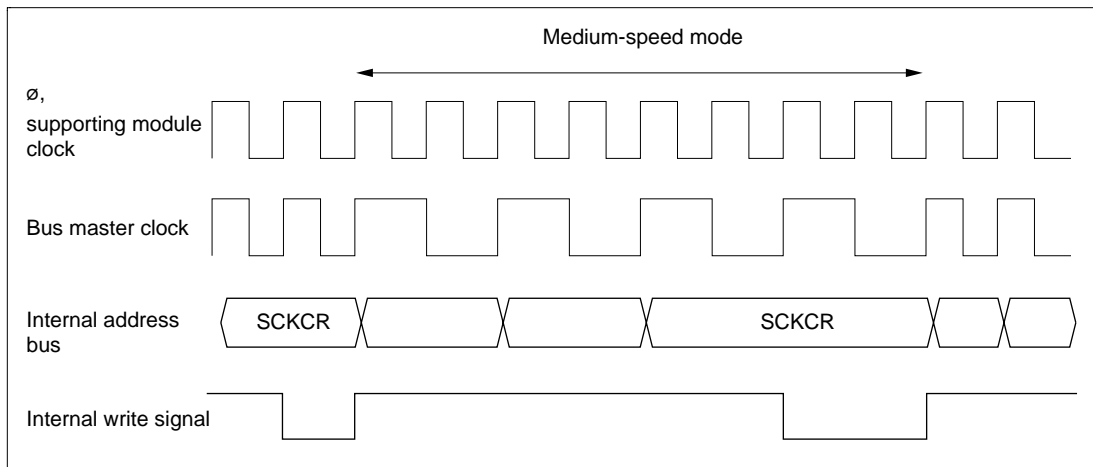 Medium-speed mode
ø,
supporting module
clock
Bus master clock
Internal address
bus
SCKCR
SCKCR
Internal write signal